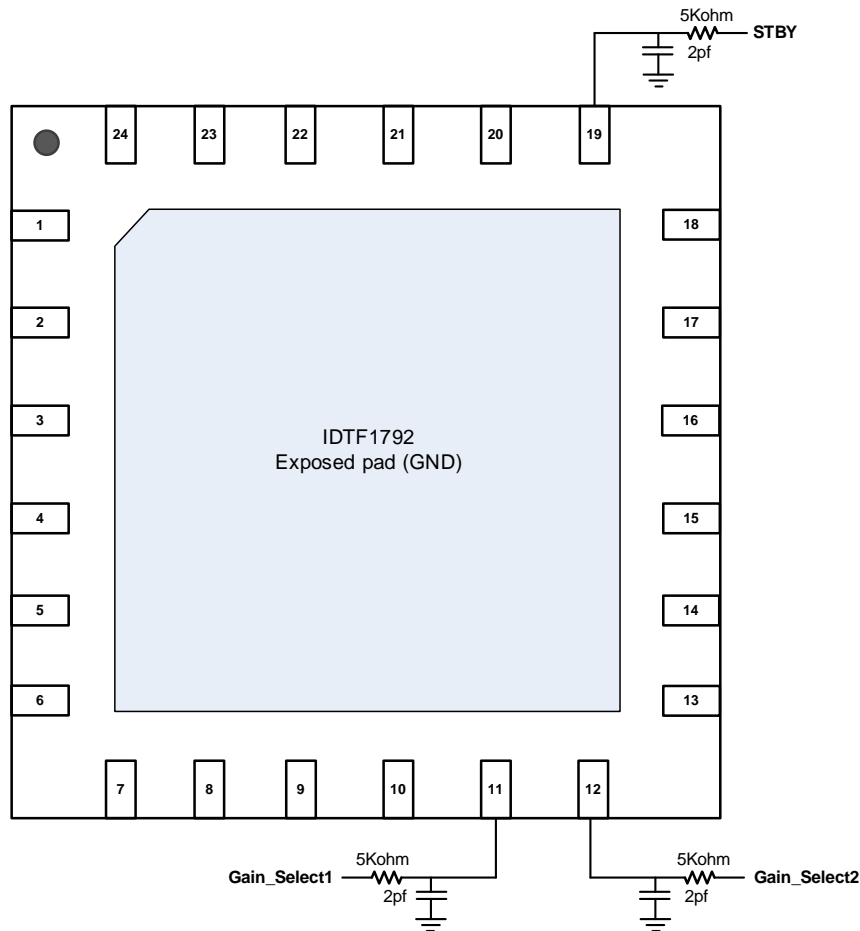 5Kohm
STBY
2pf
24 23 22 21 20 19
1 18
2 17
3 16
IDTF1792
Exposed pad (GND)
4 15
5 14
6 13
7 8 9 10 11 12
5Kohm 5Kohm
Gain_Select1 Gain_Select2
2pf 2pf